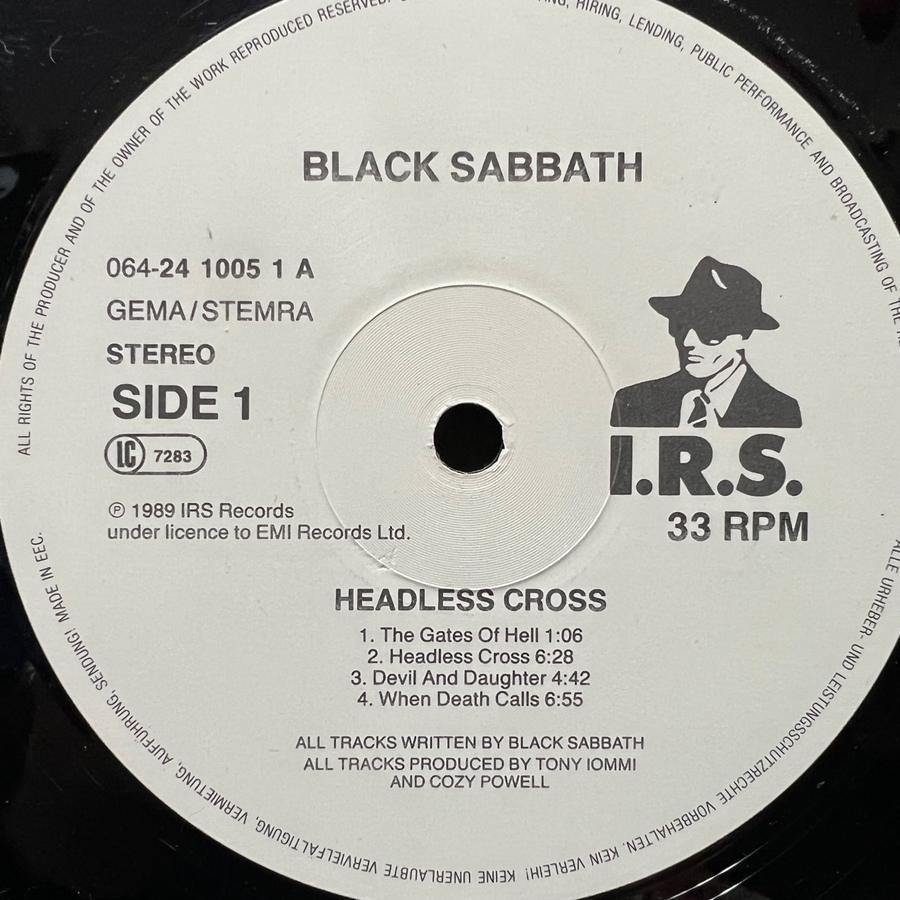 ALL RIGHTS OF THE PRODUCER AND OF THE OWNER OF THE WORK REPRODUCED RESERVED.
HIRING, LENDING, PUBLIC PERFORMANCE AND BROADCASTING OF THE
BLACK SABBATH
064-24 1005 1 A
GEMA/STEMRA
STEREO
SIDE 1
LC 7283
℗ 1989 IRS Records
under licence to EMI Records Ltd.
I.R.S.
33 RPM
HEADLESS CROSS
1. The Gates Of Hell 1:06
2. Headless Cross 6:28
3. Devil And Daughter 4:42
4. When Death Calls 6:55
ALL TRACKS WRITTEN BY BLACK SABBATH
ALL TRACKS PRODUCED BY TONY IOMMI
AND COZY POWELL
ALLE URHEBER- UND LEISTUNGSSCHUTZRECHTE VORBEHALTEN. KEIN VERLEIH! KEINE UNERLAUBTE VERVIELFÄLTIGUNG, VERMIETUNG, AUFFÜHRUNG, SENDUNG! MADE IN EEC.